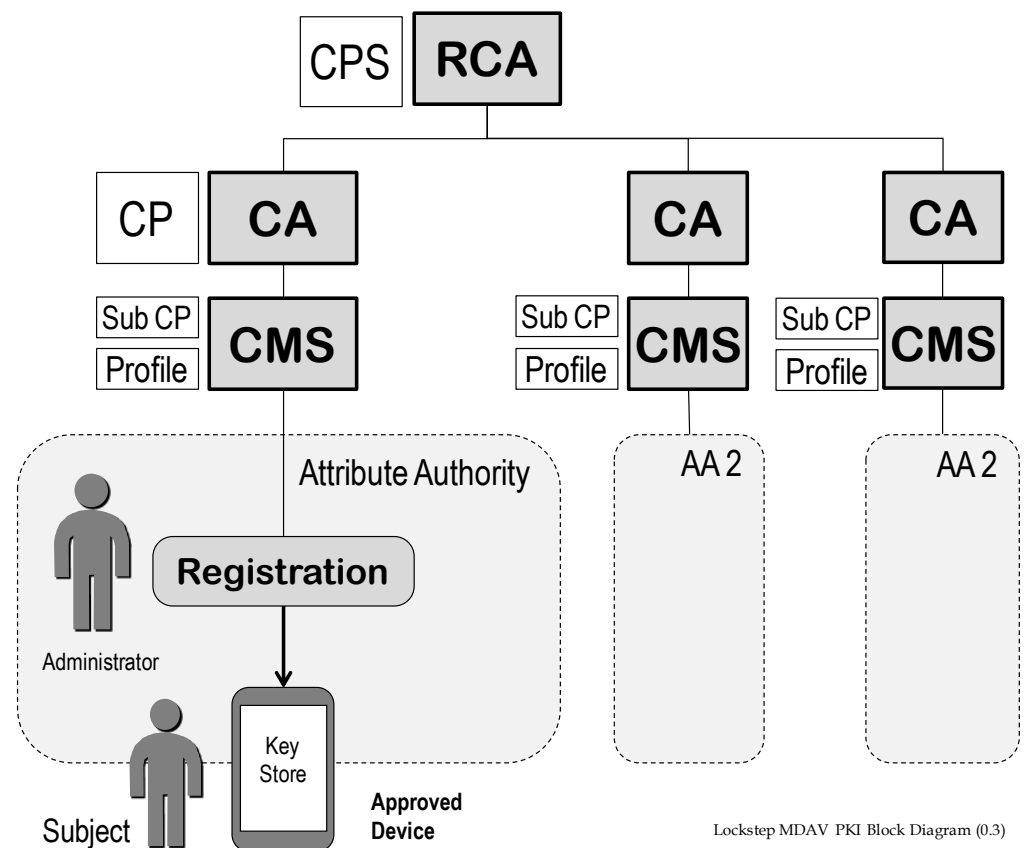 CPS
RCA
CP
CA
CA
CA
Sub CP
Profile
CMS
Sub CP
Profile
CMS
Sub CP
Profile
CMS
Attribute Authority
AA 2
AA 2
Registration
Administrator
Key
Store
Subject
Approved
Device
Lockstep MDAV PKI Block Diagram (0.3)